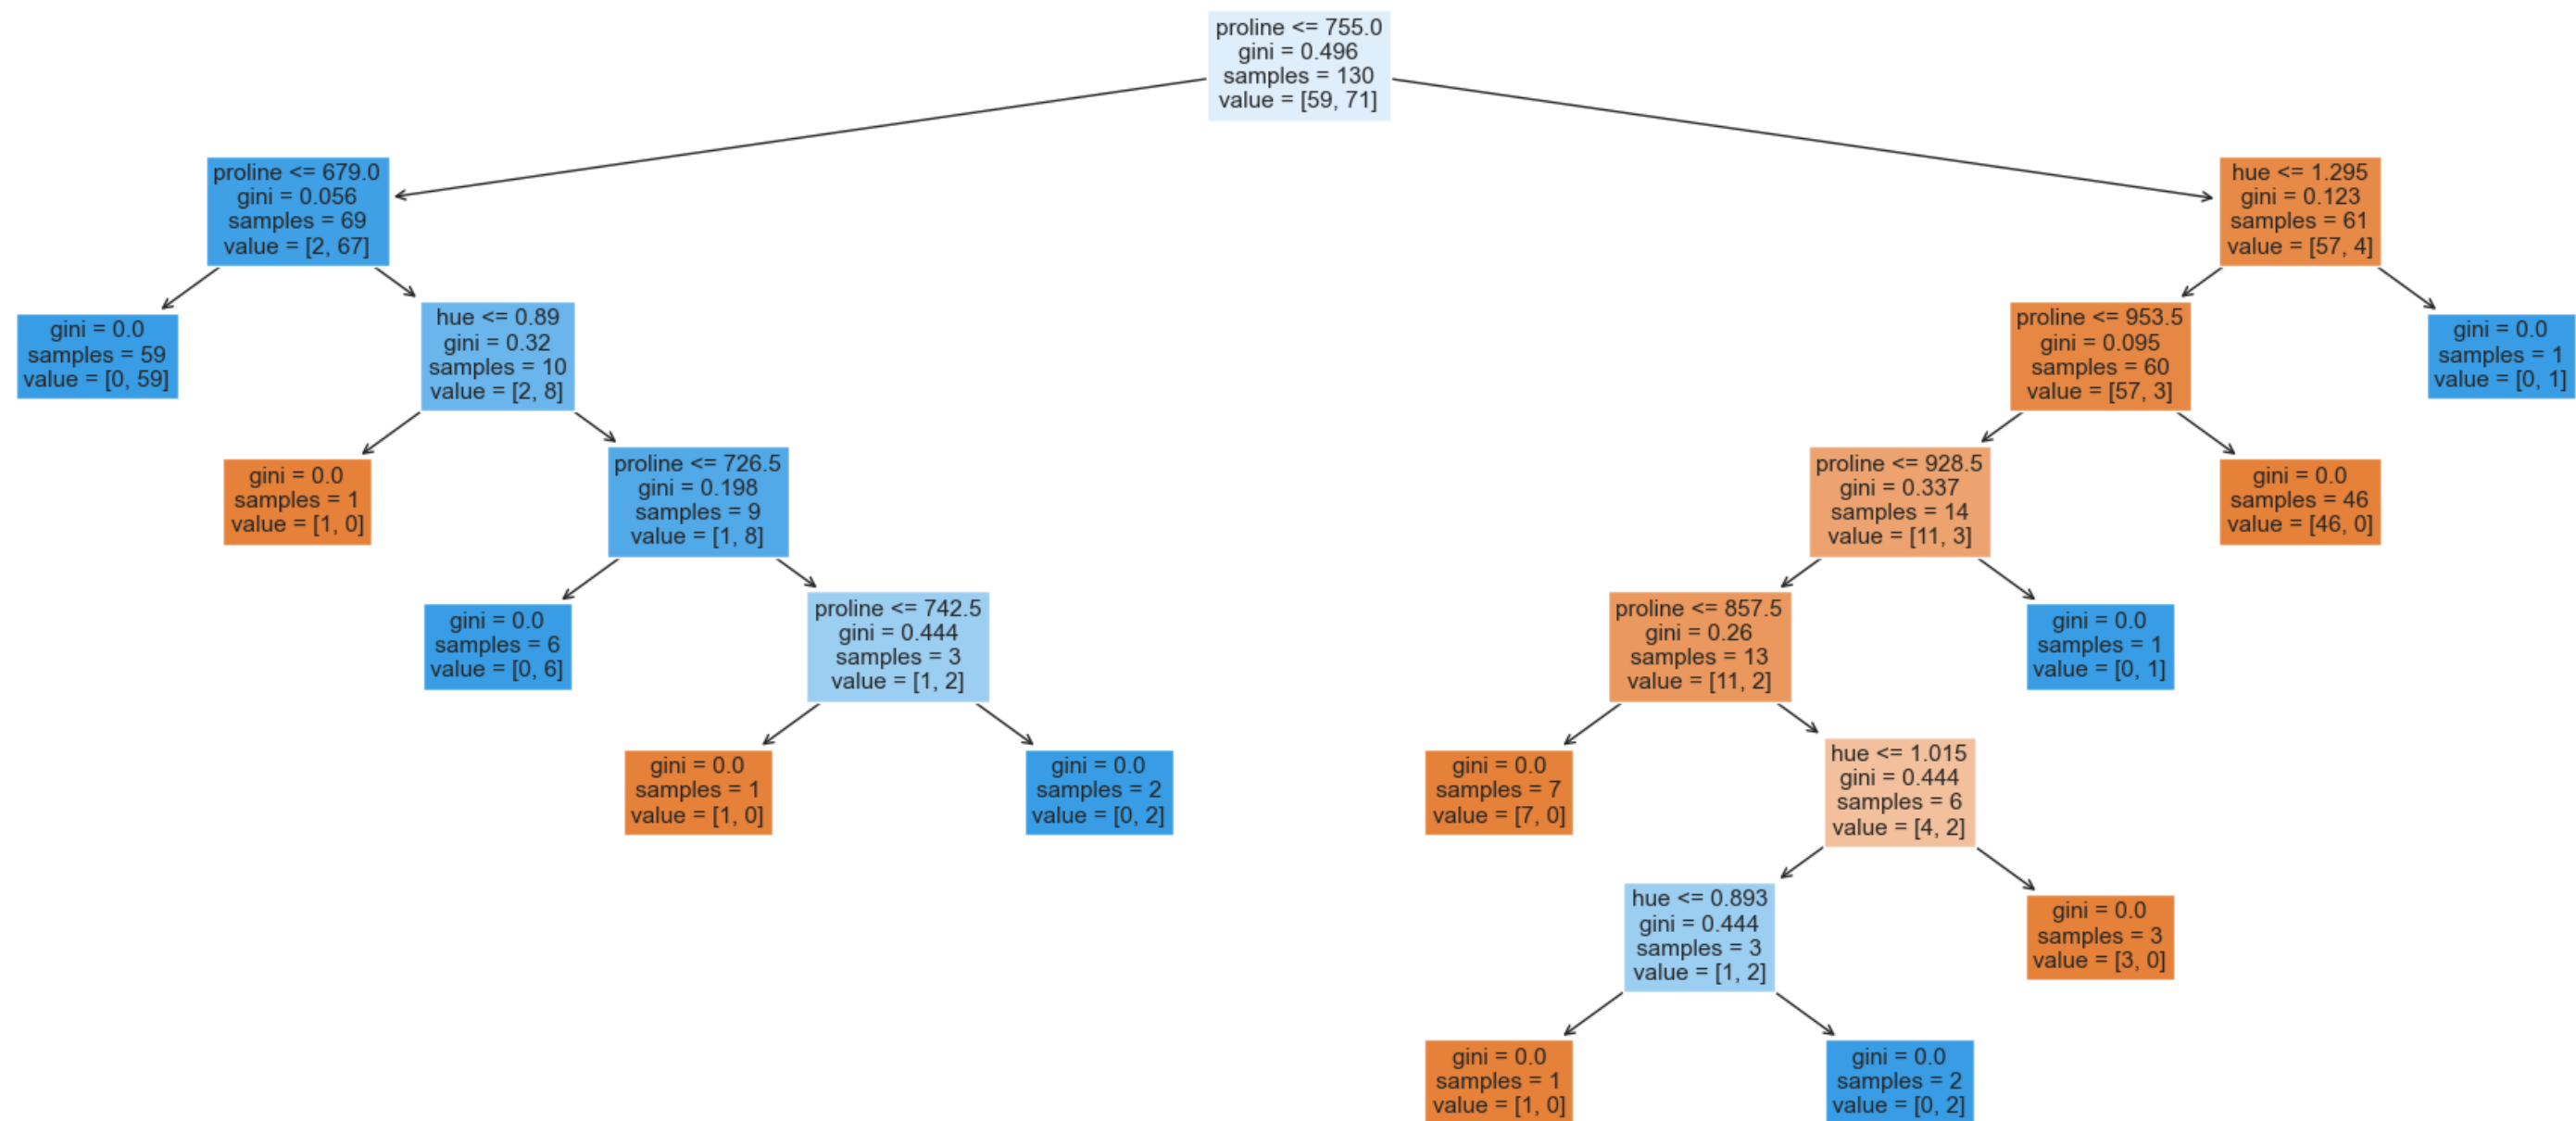 proline <= 755.0
gini = 0.496
samples = 130
value = [59, 71]
proline <= 679.0
gini = 0.056
samples = 69
value = [2, 67]
hue <= 1.295
gini = 0.123
samples = 61
value = [57, 4]
gini = 0.0
samples = 59
value = [0, 59]
hue <= 0.89
gini = 0.32
samples = 10
value = [2, 8]
proline <= 953.5
gini = 0.095
samples = 60
value = [57, 3]
gini = 0.0
samples = 1
value = [0, 1]
gini = 0.0
samples = 1
value = [1, 0]
proline <= 726.5
gini = 0.198
samples = 9
value = [1, 8]
proline <= 928.5
gini = 0.337
samples = 14
value = [11, 3]
gini = 0.0
samples = 46
value = [46, 0]
gini = 0.0
samples = 6
value = [0, 6]
proline <= 742.5
gini = 0.444
samples = 3
value = [1, 2]
proline <= 857.5
gini = 0.26
samples = 13
value = [11, 2]
gini = 0.0
samples = 1
value = [0, 1]
gini = 0.0
samples = 1
value = [1, 0]
gini = 0.0
samples = 2
value = [0, 2]
gini = 0.0
samples = 7
value = [7, 0]
hue <= 1.015
gini = 0.444
samples = 6
value = [4, 2]
hue <= 0.893
gini = 0.444
samples = 3
value = [1, 2]
gini = 0.0
samples = 3
value = [3, 0]
gini = 0.0
samples = 1
value = [1, 0]
gini = 0.0
samples = 2
value = [0, 2]